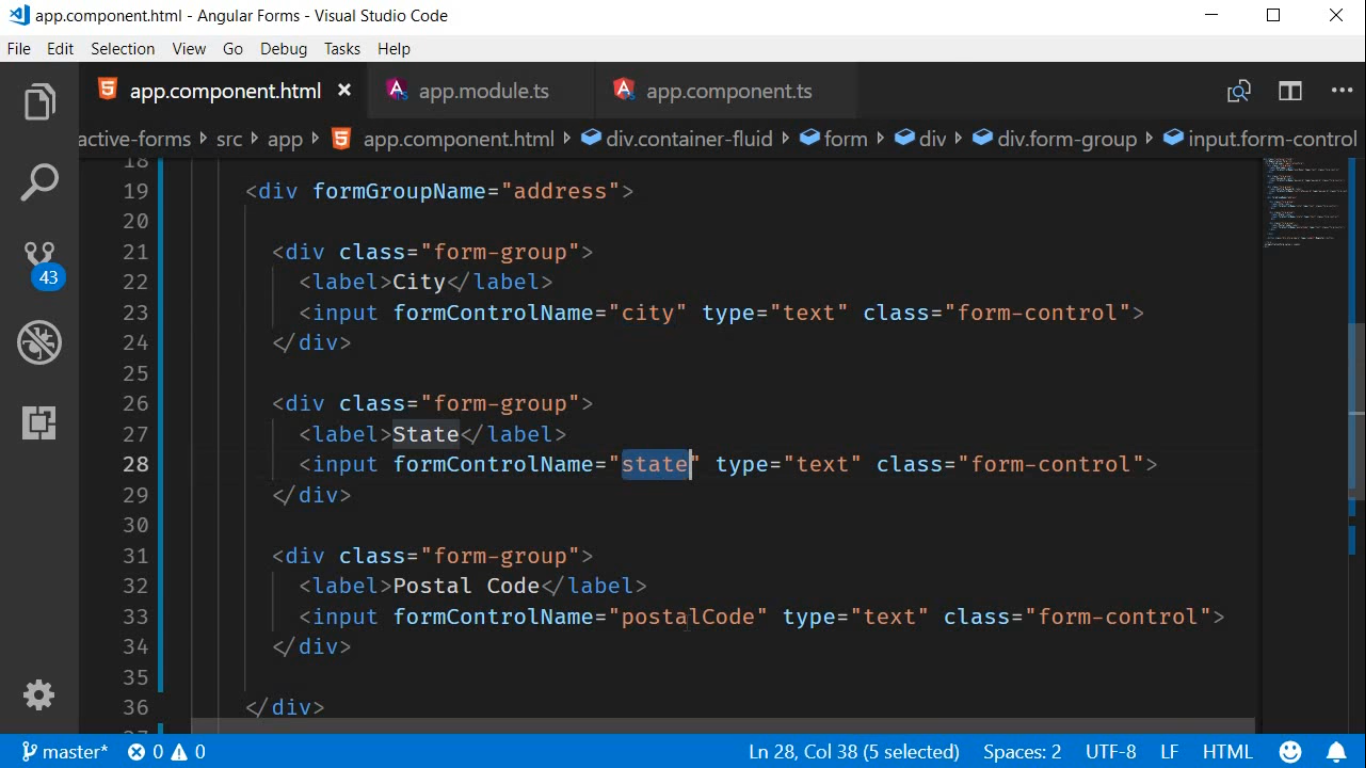 app.component.html - Angular Forms - Visual Studio Code
File Edit Selection View Go Debug Tasks Help
app.component.html × app.module.ts app.component.ts
active-forms › src › app › app.component.html › div.container-fluid › form › div › div.form-group › input.form-control
18
19 <div formGroupName="address">
20
21 <div class="form-group">
22 <label>City</label>
23 <input formControlName="city" type="text" class="form-control">
24 </div>
25
26 <div class="form-group">
27 <label>State</label>
28 <input formControlName="state" type="text" class="form-control">
29 </div>
30
31 <div class="form-group">
32 <label>Postal Code</label>
33 <input formControlName="postalCode" type="text" class="form-control">
34 </div>
35
36 </div>
43
master* 0 0 Ln 28, Col 38 (5 selected) Spaces: 2 UTF-8 LF HTML